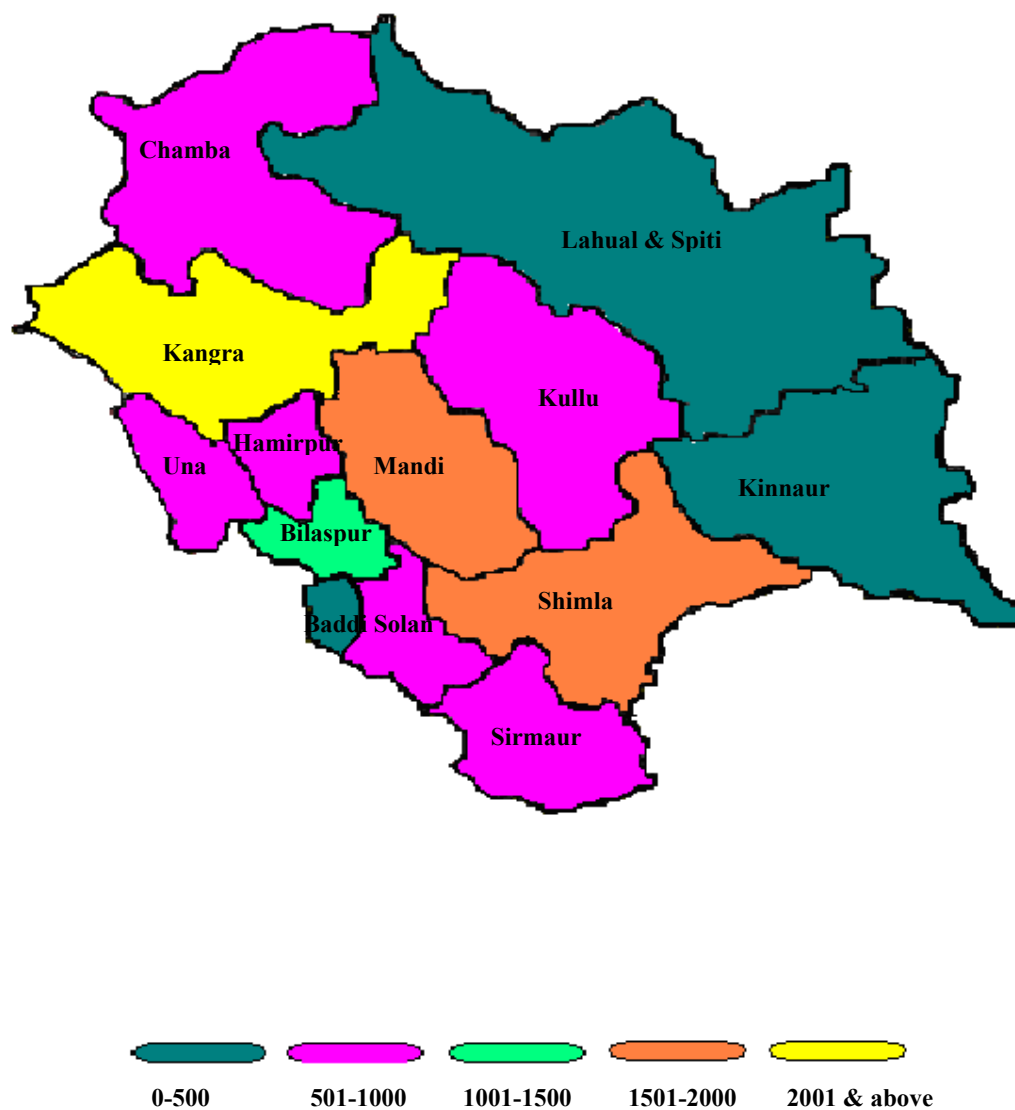 Chamba
Lahual & Spiti
Kangra
Kullu
Hamirpur
Una
Mandi
Kinnaur
Bilaspur
Shimla
Baddi Solan
Sirmaur
0-500 501-1000 1001-1500 1501-2000 2001 & above